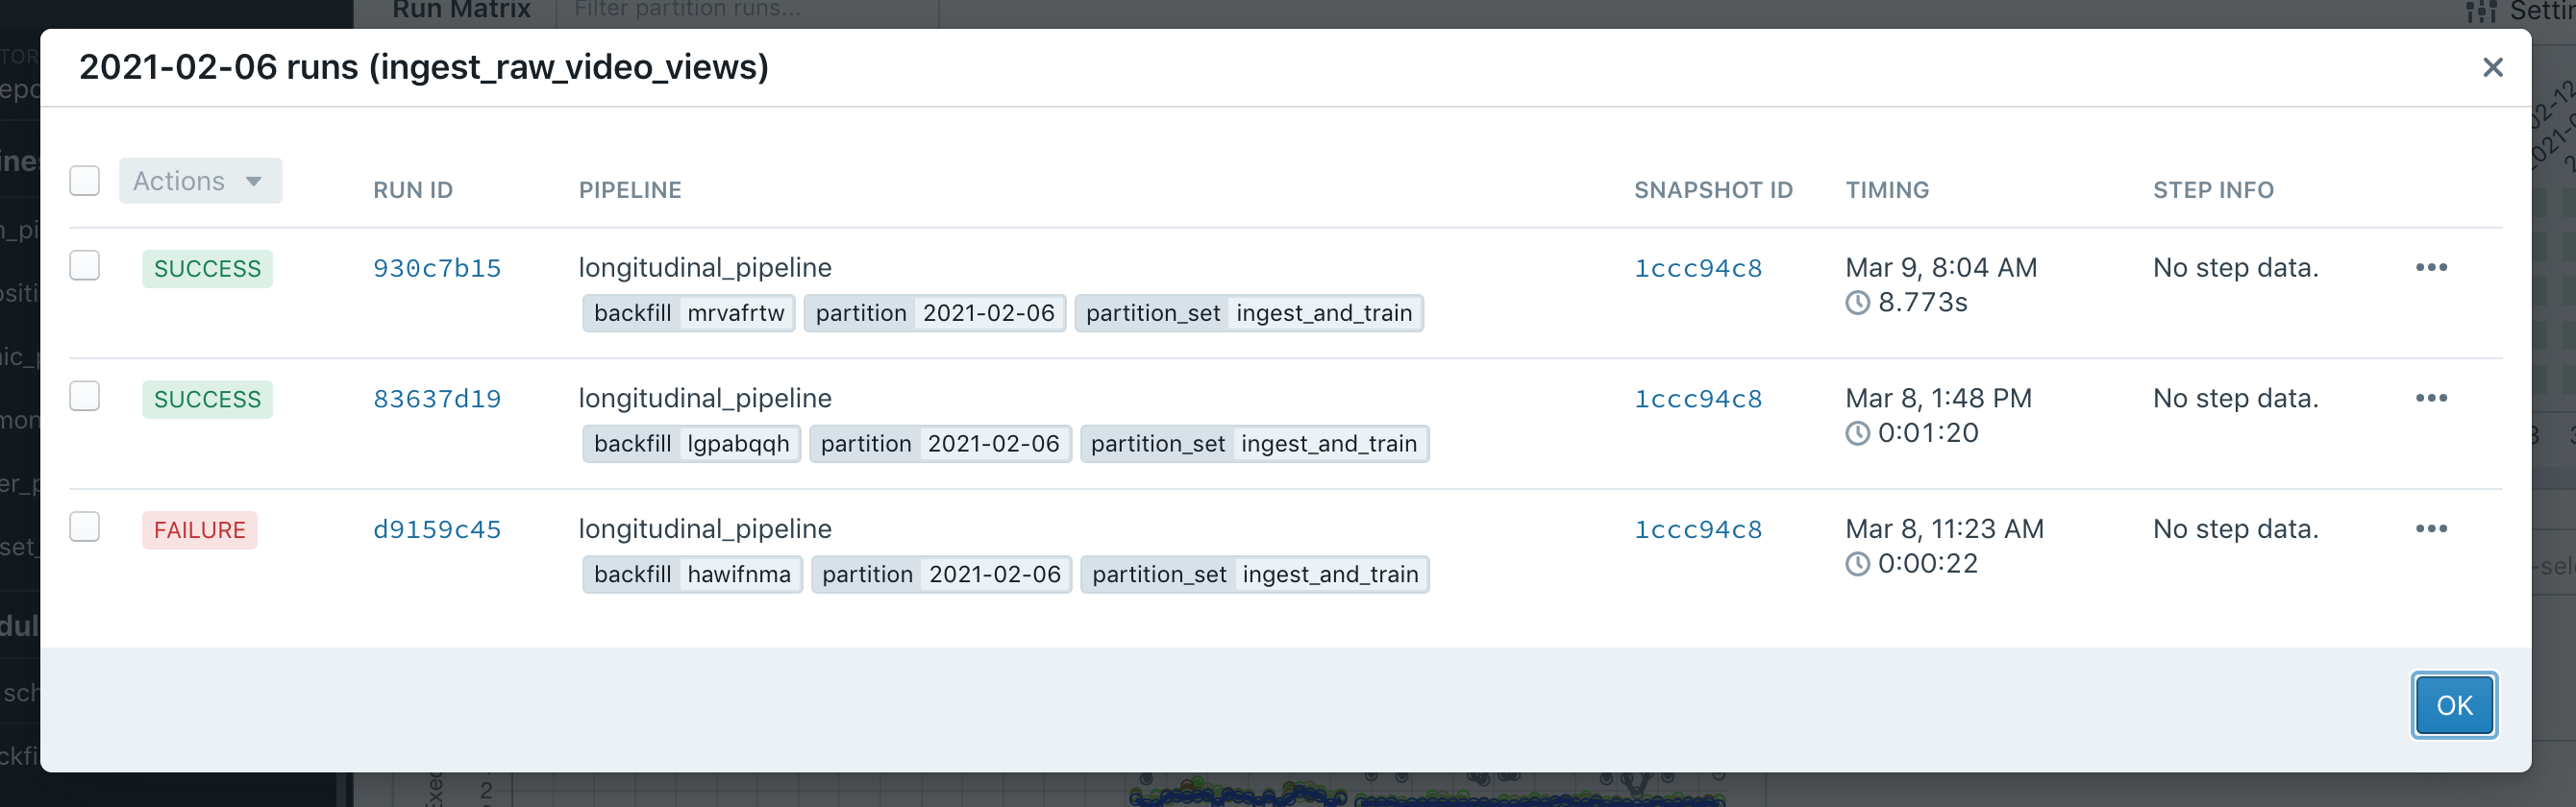 Run Matrix Filter partition runs...
2021-02-06 runs (ingest_raw_video_views)
Actions RUN ID PIPELINE SNAPSHOT ID TIMING STEP INFO
SUCCESS 930c7b15 longitudinal_pipeline 1ccc94c8 Mar 9, 8:04 AM No step data.
backfill mrvafrtw partition 2021-02-06 partition_set ingest_and_train 8.773s
SUCCESS 83637d19 longitudinal_pipeline 1ccc94c8 Mar 8, 1:48 PM No step data.
backfill lgpabqqh partition 2021-02-06 partition_set ingest_and_train 0:01:20
FAILURE d9159c45 longitudinal_pipeline 1ccc94c8 Mar 8, 11:23 AM No step data.
backfill hawifnma partition 2021-02-06 partition_set ingest_and_train 0:00:22
OK
2